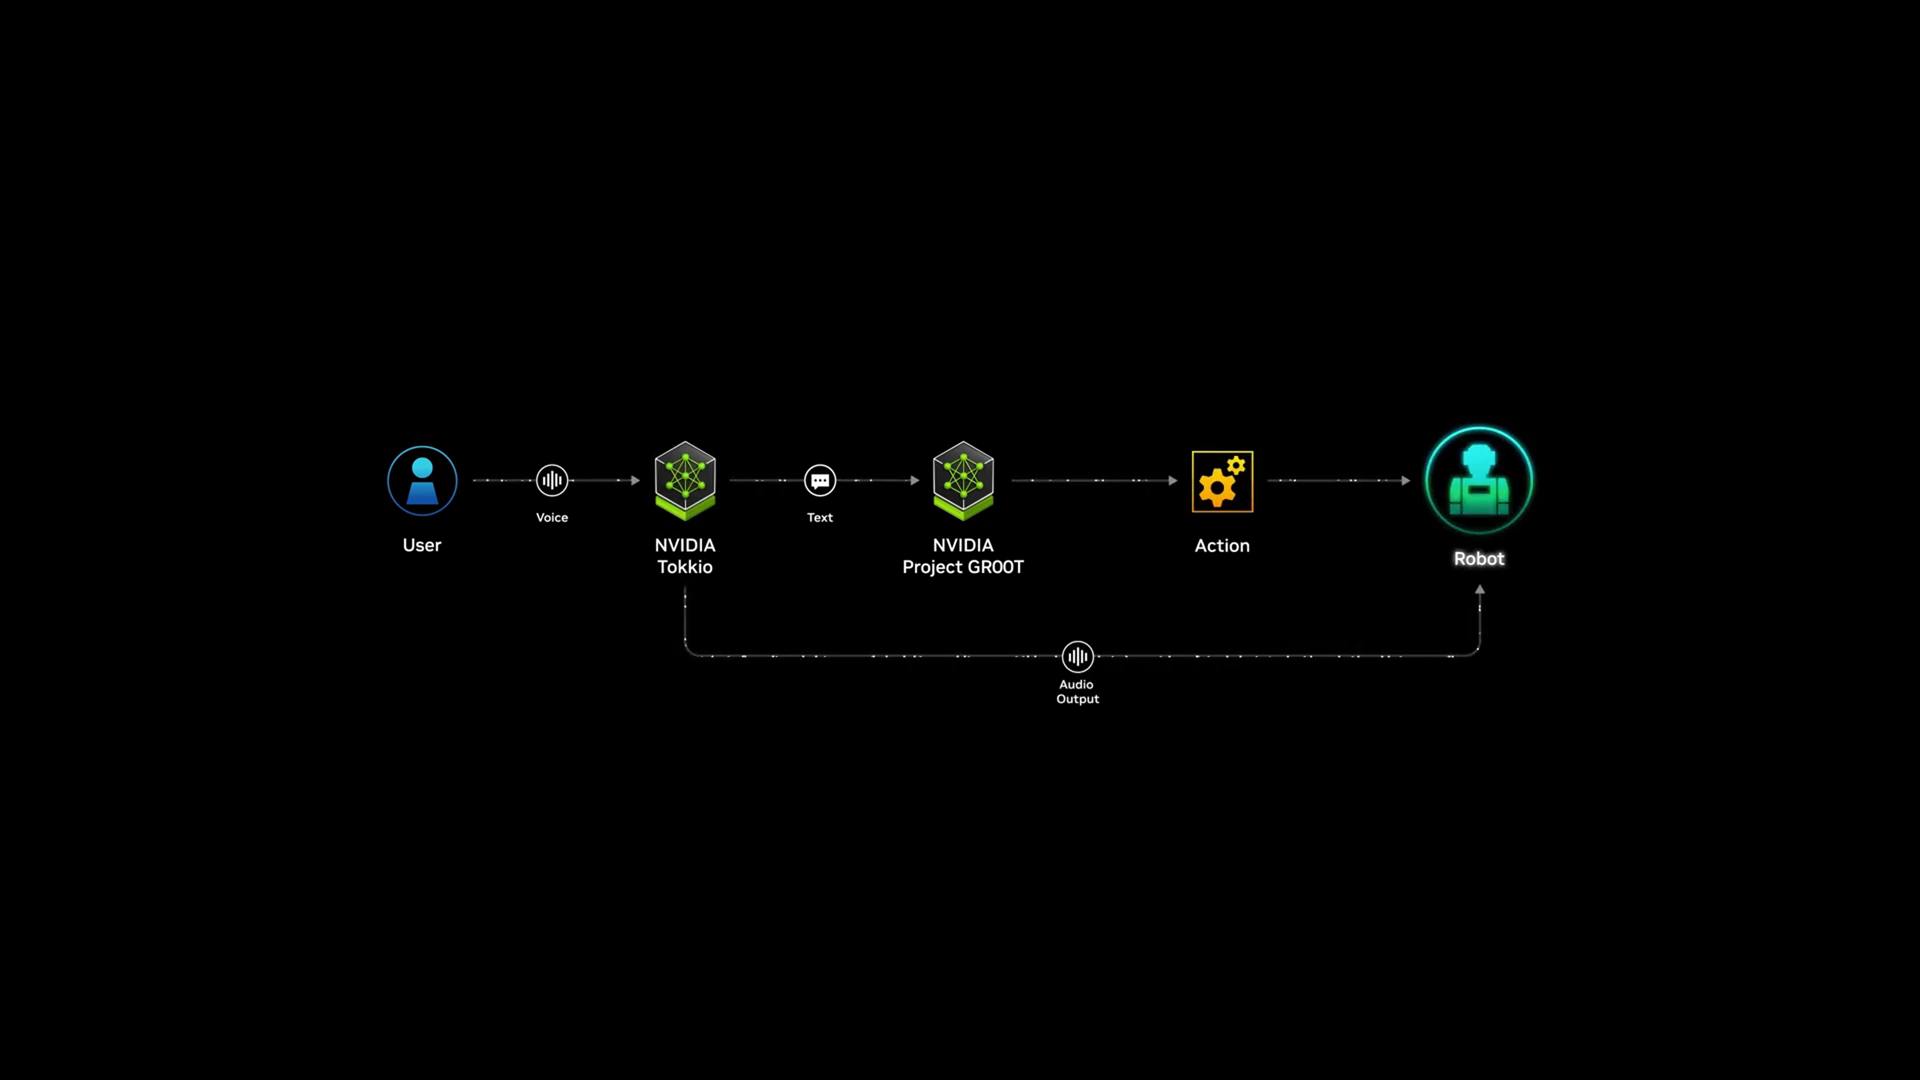 Voice
Text
User
NVIDIA
Tokkio
NVIDIA
Project GR00T
Action
Robot
Audio
Output